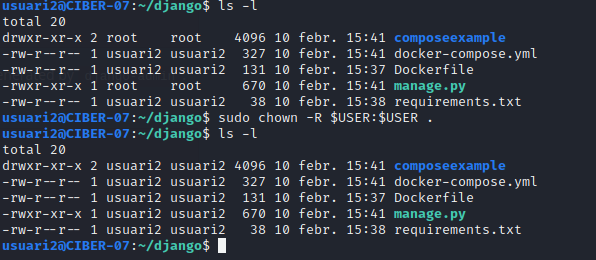 usuari2@CIBER-07:~/django$ ls -l
total 20
drwxr-xr-x 2 root    root    4096 10 febr. 15:41 composeexample
-rw-r--r-- 1 usuari2 usuari2  327 10 febr. 15:41 docker-compose.yml
-rw-r--r-- 1 usuari2 usuari2  131 10 febr. 15:37 Dockerfile
-rwxr-xr-x 1 root    root     670 10 febr. 15:41 manage.py
-rw-r--r-- 1 usuari2 usuari2   38 10 febr. 15:38 requirements.txt
usuari2@CIBER-07:~/django$ sudo chown -R $USER:$USER .
usuari2@CIBER-07:~/django$ ls -l
total 20
drwxr-xr-x 2 usuari2 usuari2 4096 10 febr. 15:41 composeexample
-rw-r--r-- 1 usuari2 usuari2  327 10 febr. 15:41 docker-compose.yml
-rw-r--r-- 1 usuari2 usuari2  131 10 febr. 15:37 Dockerfile
-rwxr-xr-x 1 usuari2 usuari2  670 10 febr. 15:41 manage.py
-rw-r--r-- 1 usuari2 usuari2   38 10 febr. 15:38 requirements.txt
usuari2@CIBER-07:~/django$